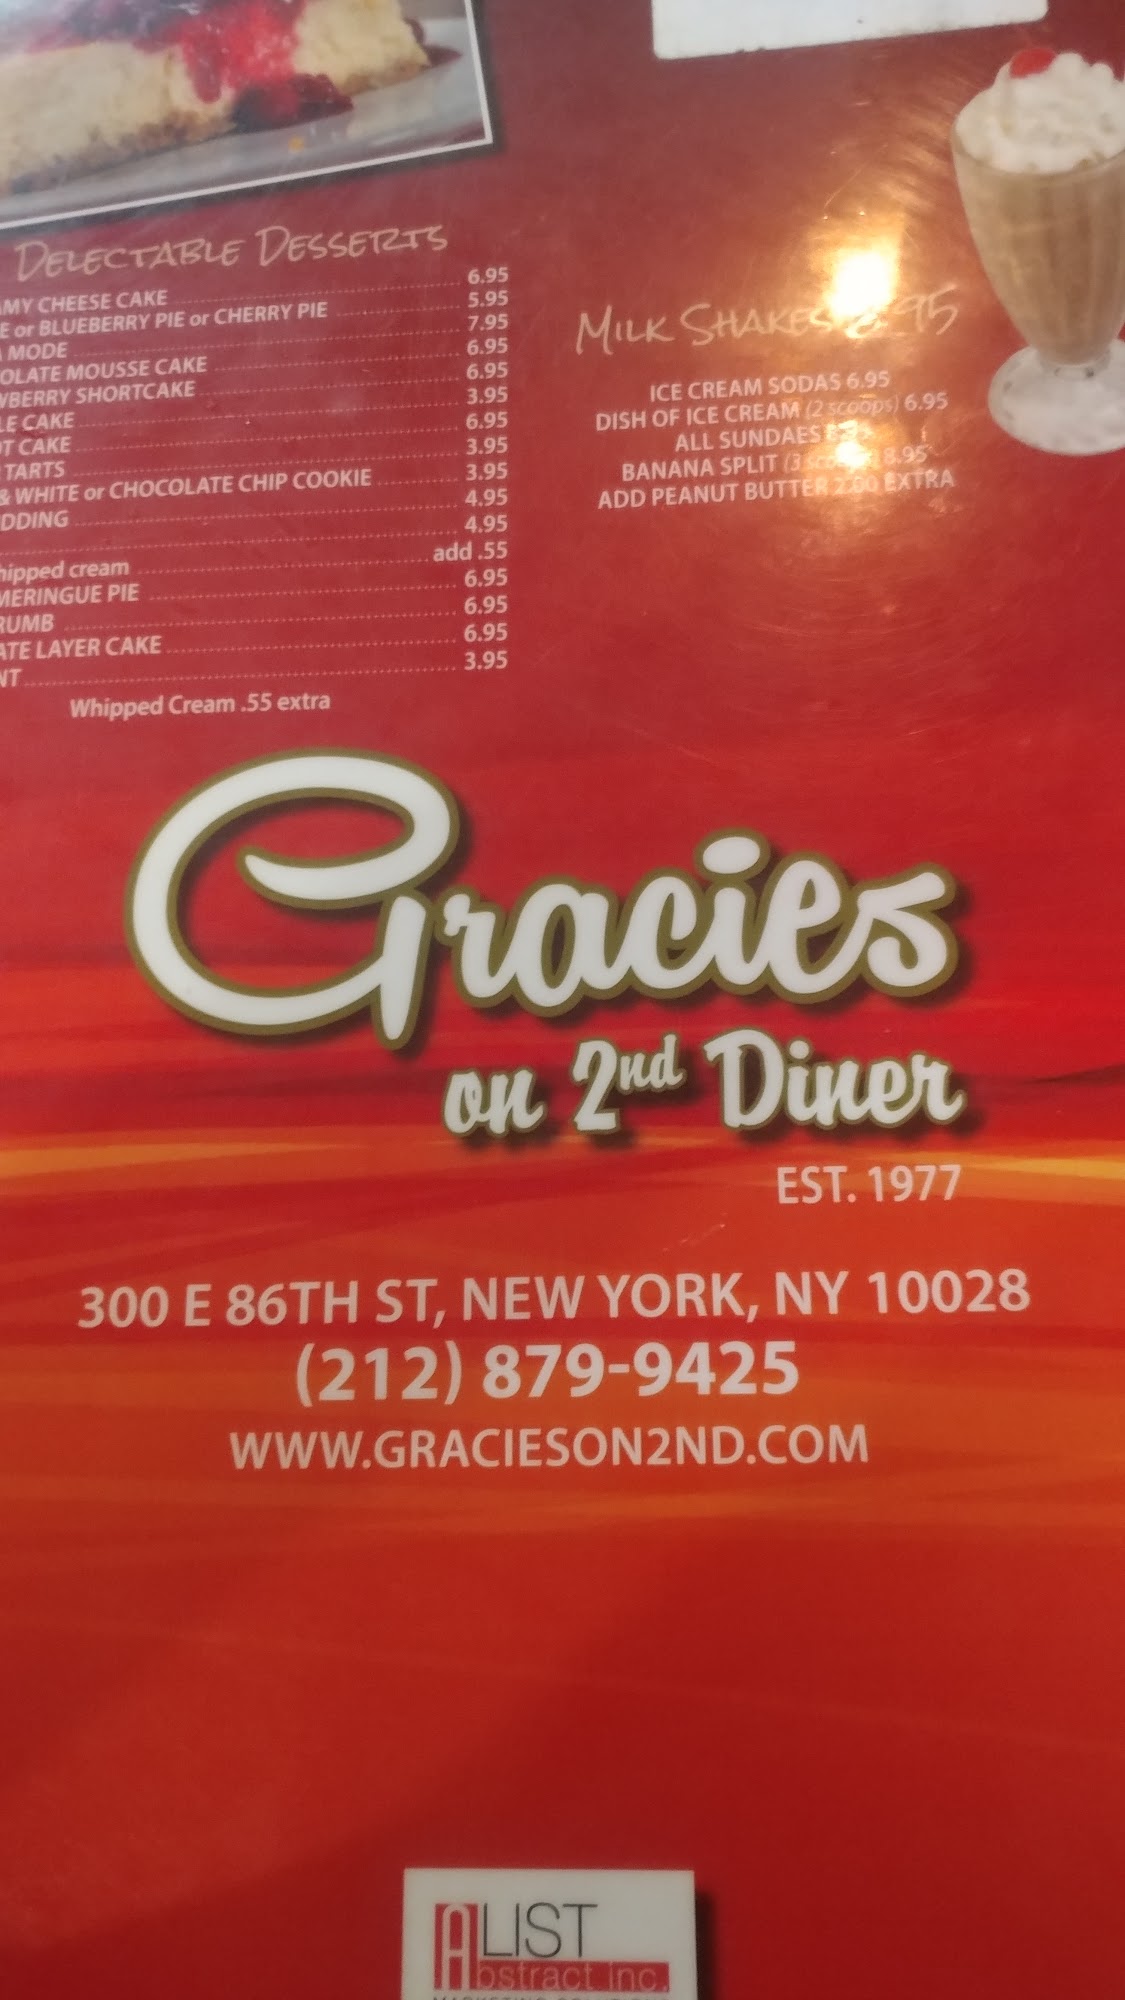 DELECTABLE DESSERTS
AMY CHEESE CAKE 6.95
E or BLUEBERRY PIE or CHERRY PIE 5.95
A MODE 7.95
OLATE MOUSSE CAKE 6.95
WBERRY SHORTCAKE 6.95
LE CAKE 3.95
OT CAKE 6.95
TARTS 3.95
& WHITE or CHOCOLATE CHIP COOKIE 3.95
DDING 4.95
4.95
hipped cream add .55
MERINGUE PIE 6.95
RUMB 6.95
ATE LAYER CAKE 6.95
NT 3.95
Whipped Cream .55 extra
MILK SHAKES
ICE CREAM SODAS 6.95
DISH OF ICE CREAM (2 scoops) 6.95
ALL SUNDAES
BANANA SPLIT 8.95
ADD PEANUT BUTTER EXTRA
Gracies
on 2nd Diner
EST. 1977
300 E 86TH ST, NEW YORK, NY 10028
(212) 879-9425
WWW.GRACIESON2ND.COM
A LIST
Abstract inc.